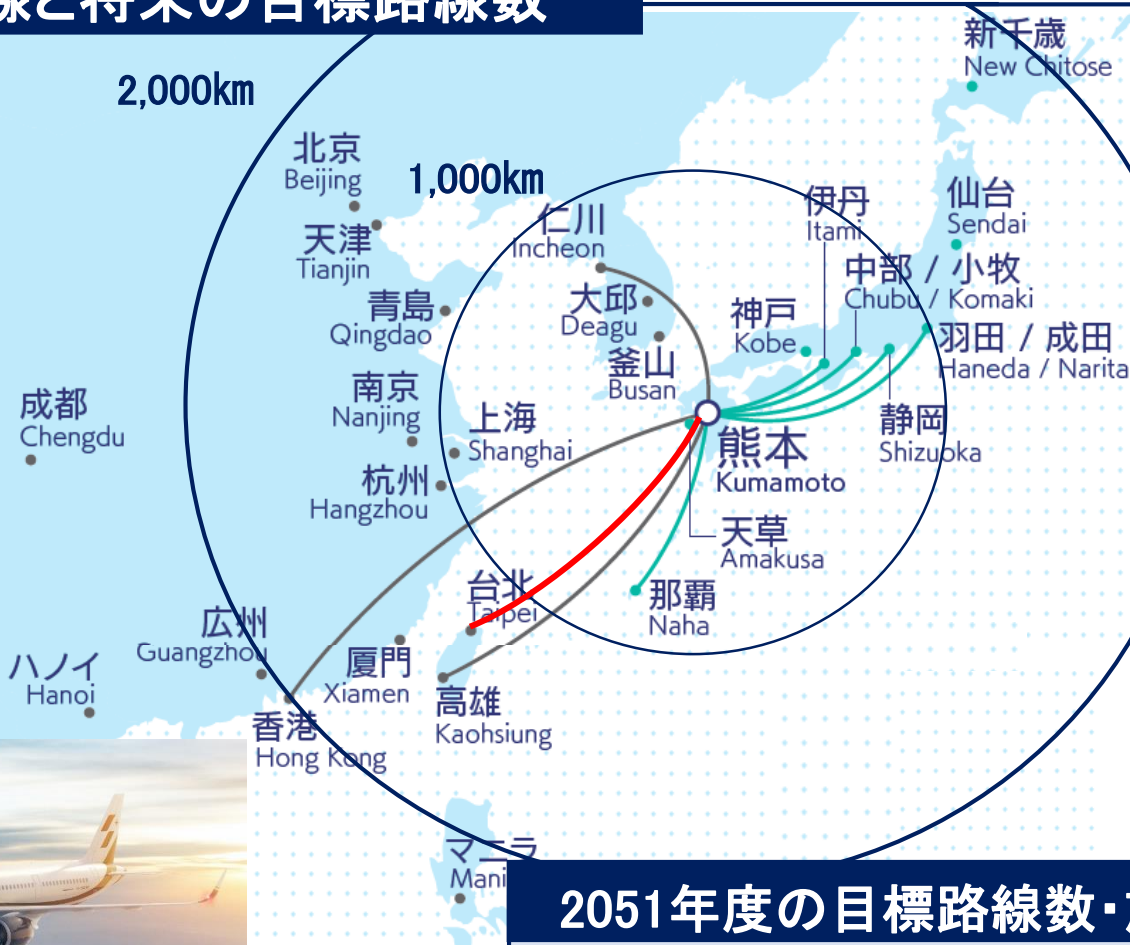 線と将来の目標路線数
新千歳
New Chitose
2,000km
北京
Beijing
1,000km
伊丹
Itami
仙台
Sendai
仁川
Incheon
天津
Tianjin
中部 / 小牧
Chubu / Komaki
大邱
Deagu
青島
Qingdao
神戸
Kobe
羽田 / 成田
Haneda / Narita
釜山
Busan
南京
Nanjing
成都
Chengdu
上海
Shanghai
静岡
Shizuoka
熊本
Kumamoto
杭州
Hangzhou
天草
Amakusa
台北
Taipei
那覇
Naha
広州
Guangzhou
厦門
Xiamen
ハノイ
Hanoi
高雄
Kaohsiung
香港
Hong Kong
マニラ
Mani
2051年度の目標路線数・